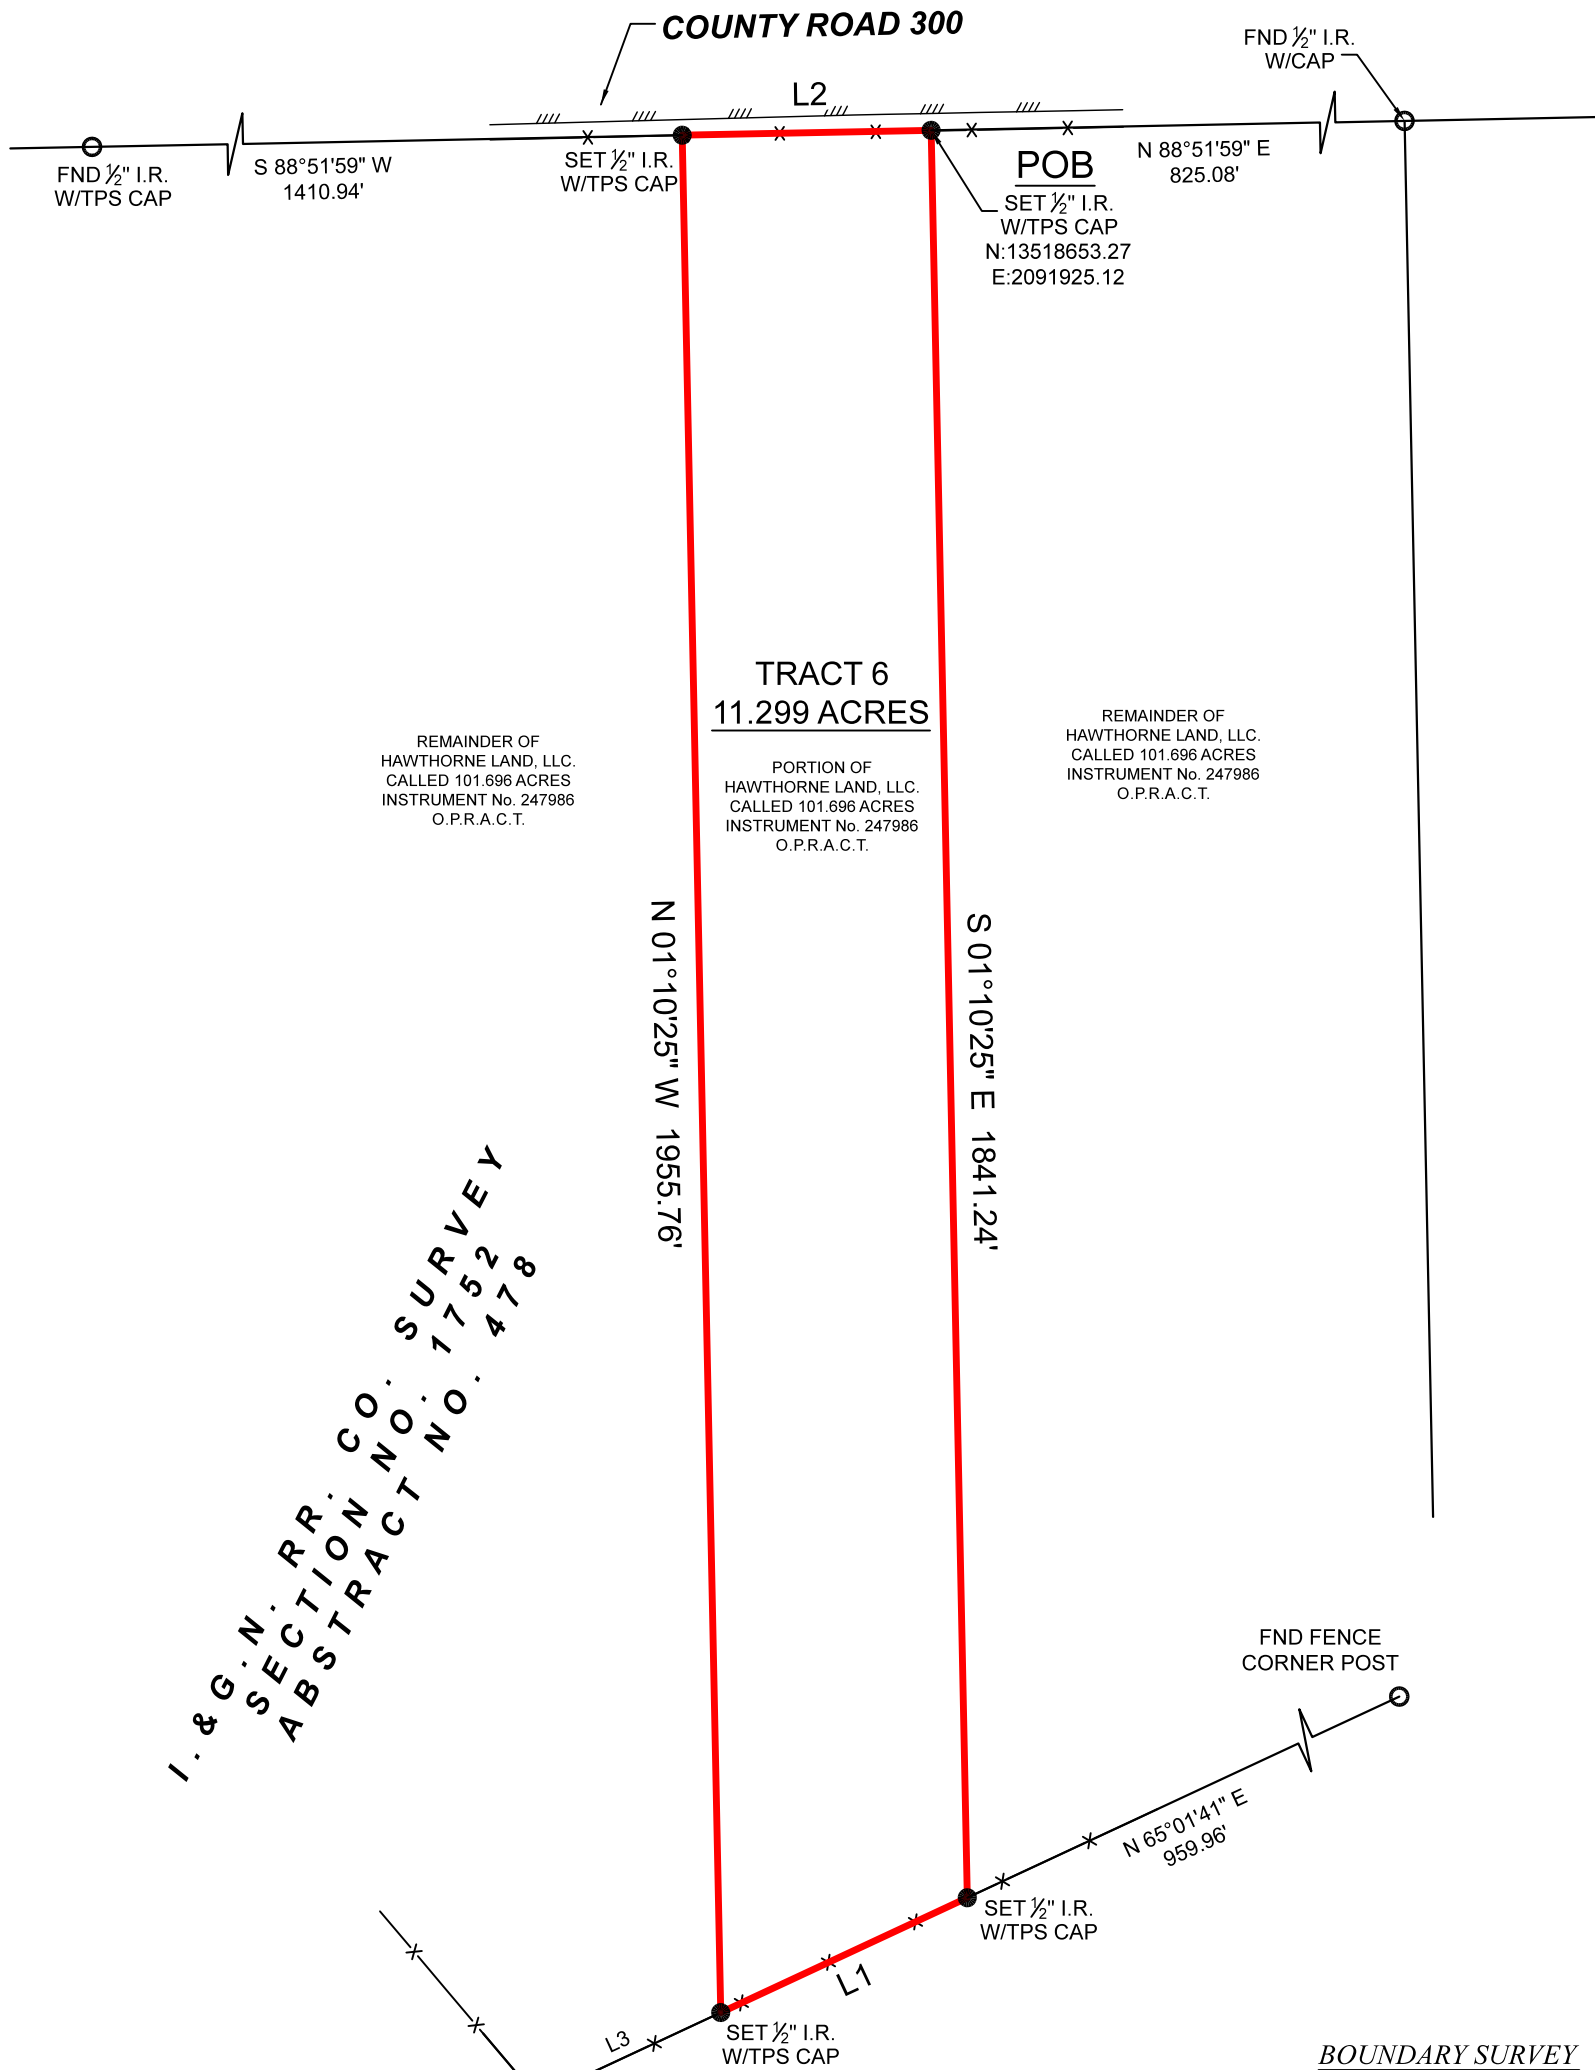 COUNTY ROAD 300
FND ½" I.R.
W/CAP
L2
FND ½" I.R.
W/TPS CAP
S 88°51'59" W
1410.94'
SET ½" I.R.
W/TPS CAP
POB
SET ½" I.R.
W/TPS CAP
N:13518653.27
E:2091925.12
N 88°51'59" E
825.08'
TRACT 6
11.299 ACRES
PORTION OF
HAWTHORNE LAND, LLC.
CALLED 101.696 ACRES
INSTRUMENT No. 247986
O.P.R.A.C.T.
REMAINDER OF
HAWTHORNE LAND, LLC.
CALLED 101.696 ACRES
INSTRUMENT No. 247986
O.P.R.A.C.T.
REMAINDER OF
HAWTHORNE LAND, LLC.
CALLED 101.696 ACRES
INSTRUMENT No. 247986
O.P.R.A.C.T.
N 01°10'25" W 1955.76'
S 01°10'25" E 1841.24'
I.&G.N. RR. CO. SURVEY
SECTION NO. 1752
ABSTRACT NO. 478
FND FENCE
CORNER POST
N 65°01'41" E
959.96'
SET ½" I.R.
W/TPS CAP
L1
L3
SET ½" I.R.
W/TPS CAP
BOUNDARY SURVEY